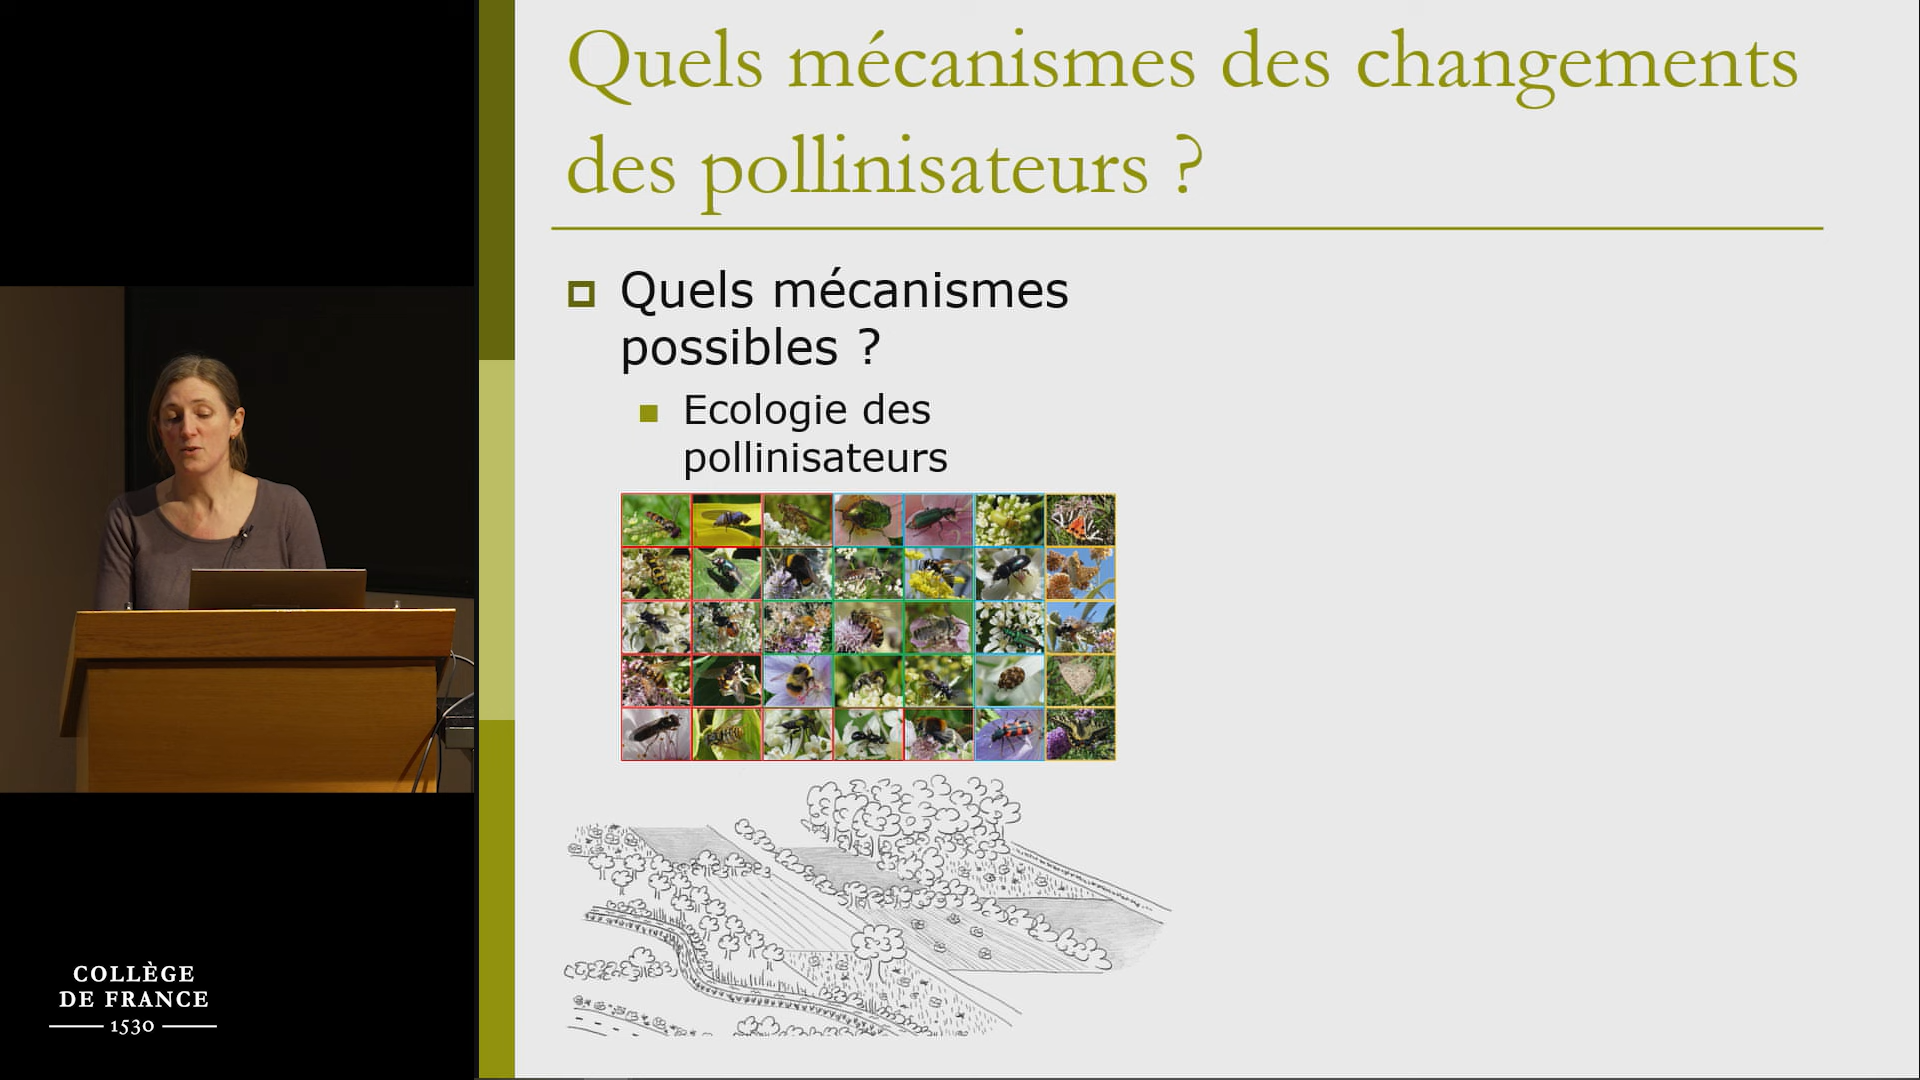 Quels mécanismes des changements
des pollinisateurs ?
Quels mécanismes
possibles ?
Ecologie des
pollinisateurs
COLLÈGE
DE FRANCE
1530